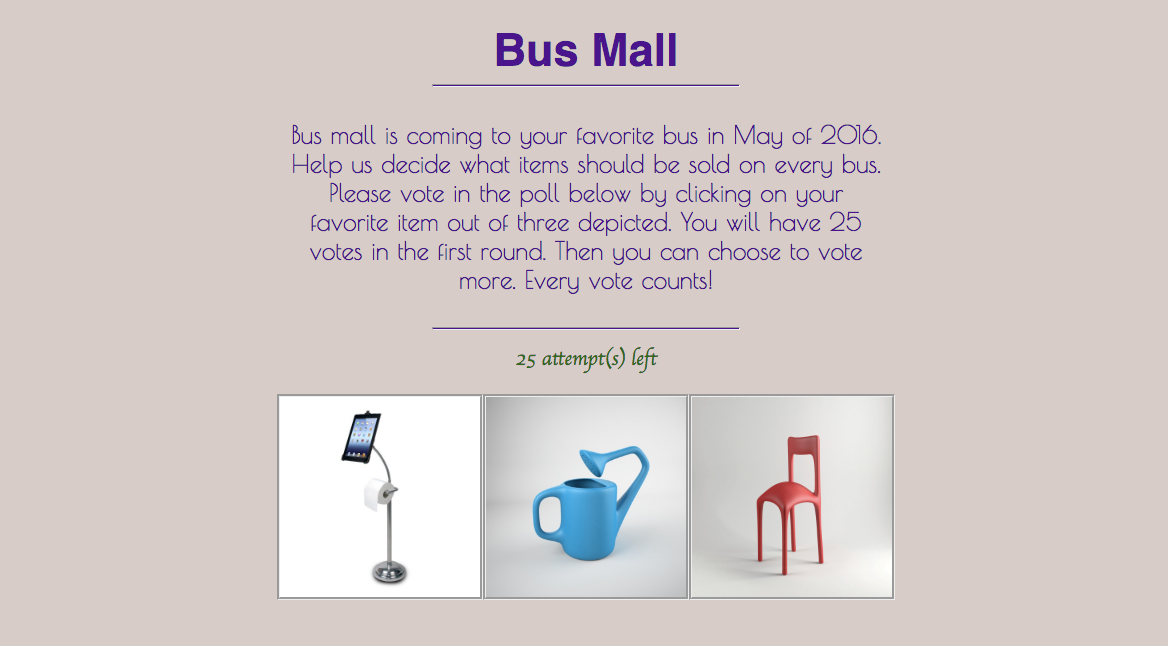 Bus Mall
Bus mall is coming to your favorite bus in May of 2016.
Help us decide what items should be sold on every bus.
Please vote in the poll below by clicking on your
favorite item out of three depicted. You will have 25
votes in the first round. Then you can choose to vote
more. Every vote counts!
25 attempt(s) left